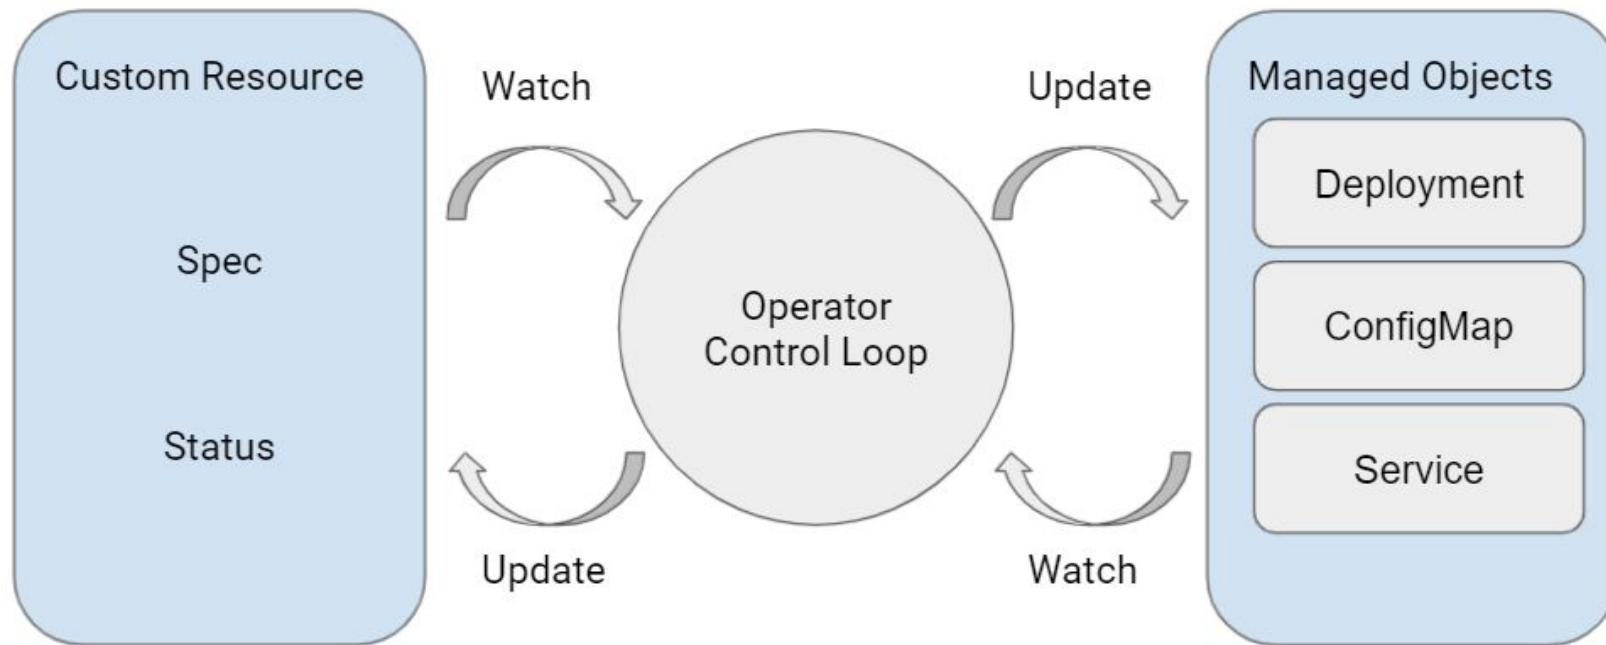 Custom Resource
Spec
Status
Watch
Update
Operator
Control Loop
Update
Watch
Managed Objects
Deployment
ConfigMap
Service